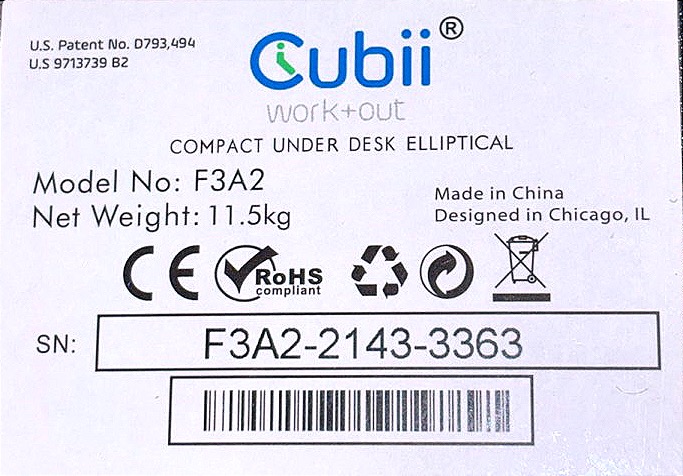 U.S. Patent No. D793,494
U.S 9713739 B2
Cubii®
work+out
COMPACT UNDER DESK ELLIPTICAL
Model No: F3A2
Net Weight: 11.5kg
Made in China
Designed in Chicago, IL
CE
RoHS
compliant
SN:
F3A2-2143-3363